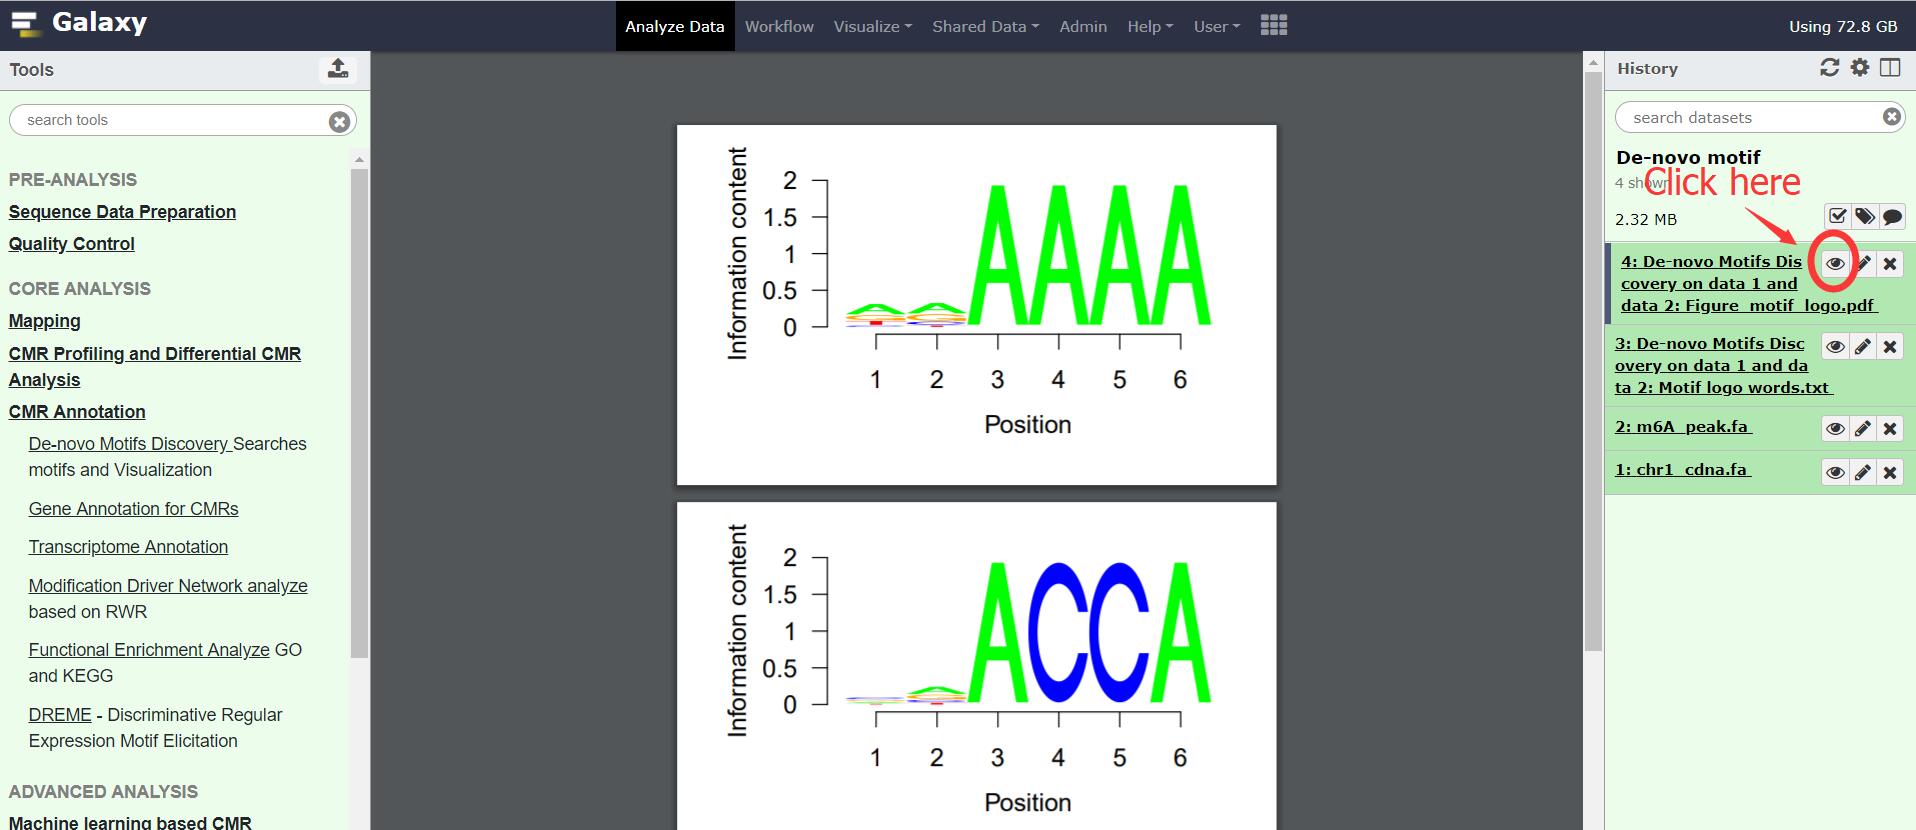 Galaxy
Analyze Data
Workflow
Visualize
Shared Data
Admin
Help
User
Using 72.8 GB
Tools
search tools
PRE-ANALYSIS
Sequence Data Preparation
Quality Control
CORE ANALYSIS
Mapping
CMR Profiling and Differential CMR
Analysis
CMR Annotation
De-novo Motifs Discovery Searches
motifs and Visualization
Gene Annotation for CMRs
Transcriptome Annotation
Modification Driver Network analyze
based on RWR
Functional Enrichment Analyze GO
and KEGG
DREME - Discriminative Regular
Expression Motif Elicitation
ADVANCED ANALYSIS
Machine learning based CMR
Information content
2
1.5
1
0.5
0
AAAA
1 2 3 4 5 6
Position
Information content
2
1.5
1
0.5
0
ACCA
1 2 3 4 5 6
Position
History
search datasets
De-novo motif
4 shown
Click here
2.32 MB
4: De-novo Motifs Dis
covery on data 1 and
data 2: Figure_motif_logo.pdf
3: De-novo Motifs Disc
overy on data 1 and da
ta 2: Motif logo words.txt
2: m6A_peak.fa
1: chr1_cdna.fa